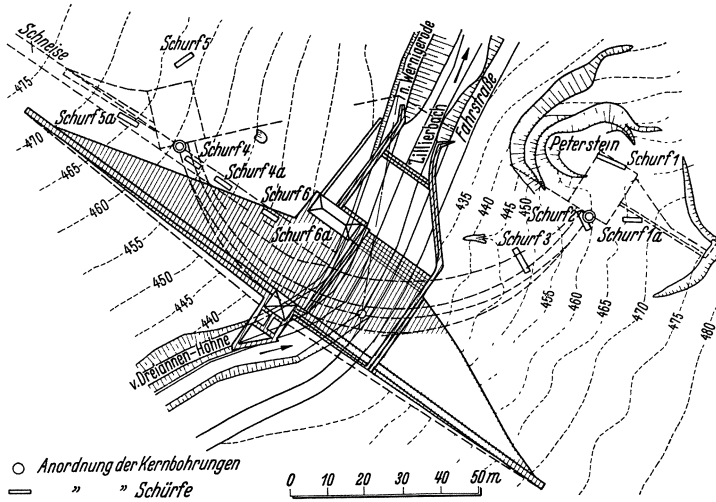 Schneise
475
Schurf 5
Schurf 5a
470
465
460
455
450
445
440
Schurf 4
Schurf 4a
Schurf 6
Schurf 6a
n. Wernigerode
Zillierbach
Fahrstraße
Peterstein
Schurf 1
Schurf 2
Schurf 1a
Schurf 3
435
440
445
450
455
460
465
470
475
480
v. Dreiannen-Hohne
Anordnung der Kernbohrungen
" " Schürfe
0 10 20 30 40 50 m